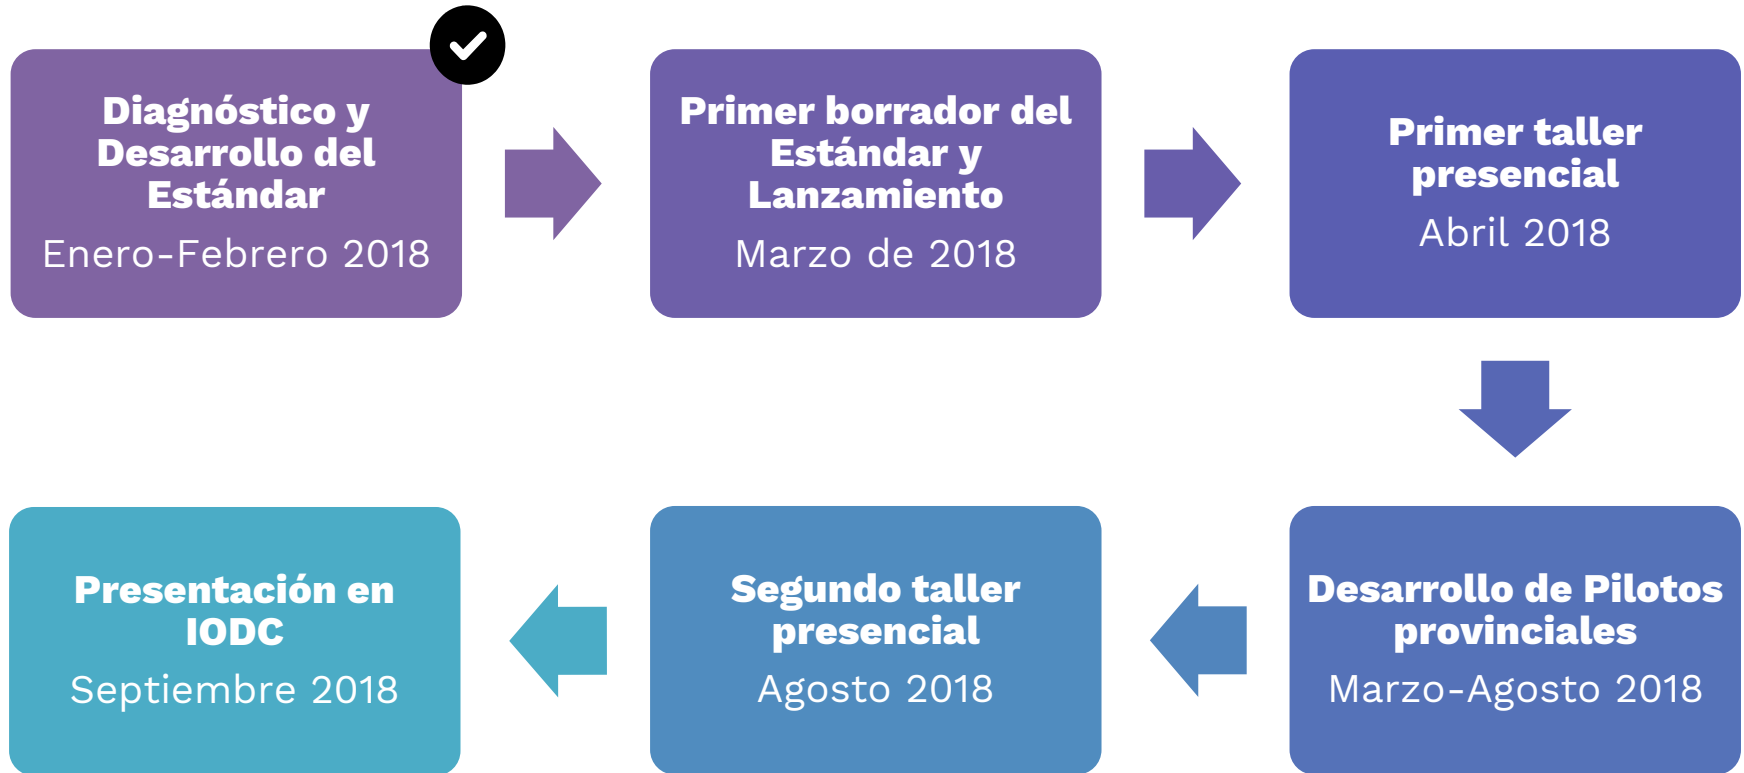 Diagnóstico y
Desarrollo del
Estándar
Enero-Febrero 2018
Primer borrador del
Estándar y
Lanzamiento
Marzo de 2018
Primer taller
presencial
Abril 2018
Desarrollo de Pilotos
provinciales
Marzo-Agosto 2018
Segundo taller
presencial
Agosto 2018
Presentación en
IODC
Septiembre 2018